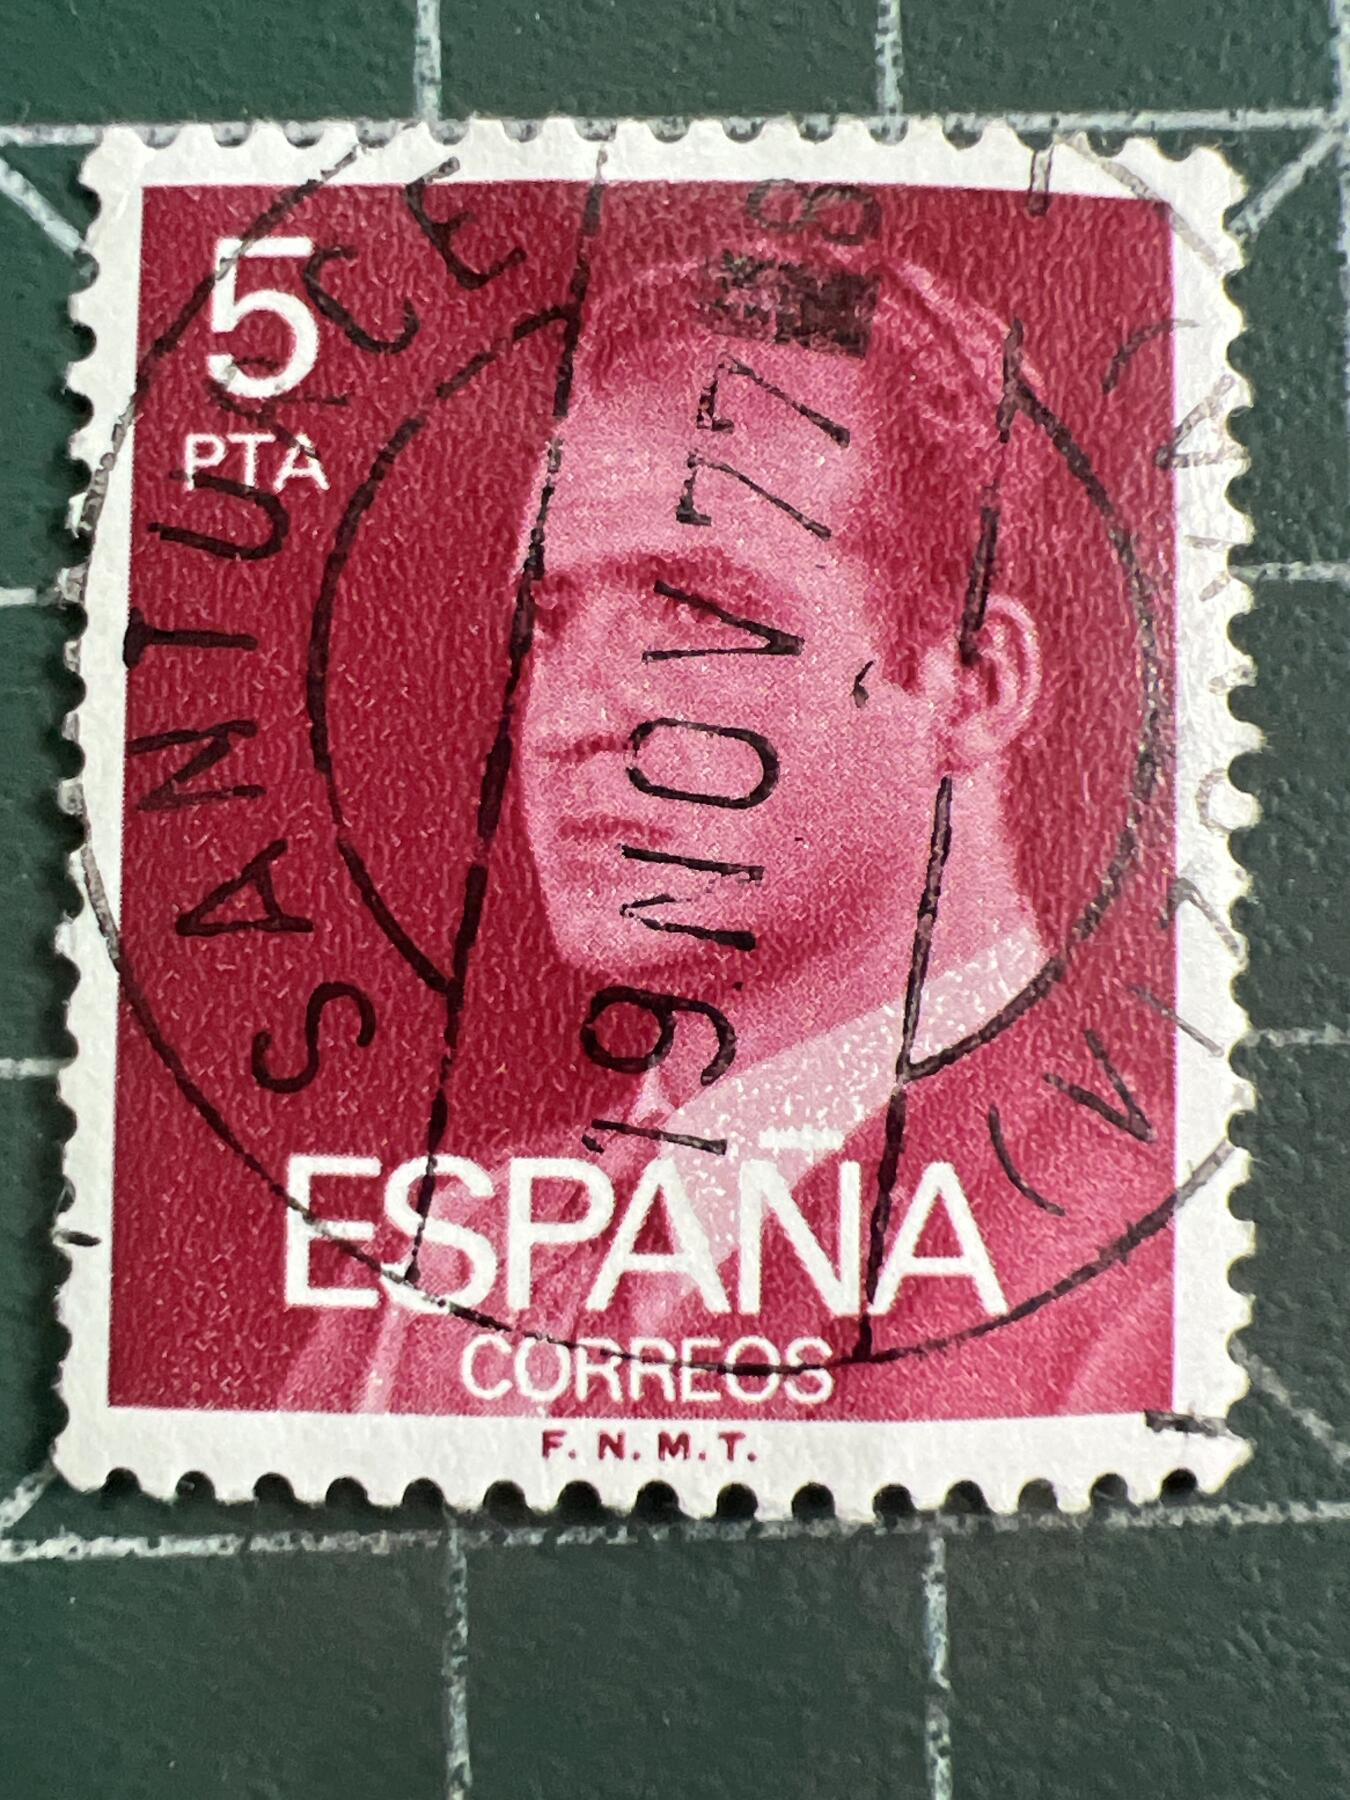 5
PTA
SANTURCE
19 NOV 77
ESPAÑA
CORREOS
F. N. M. T.